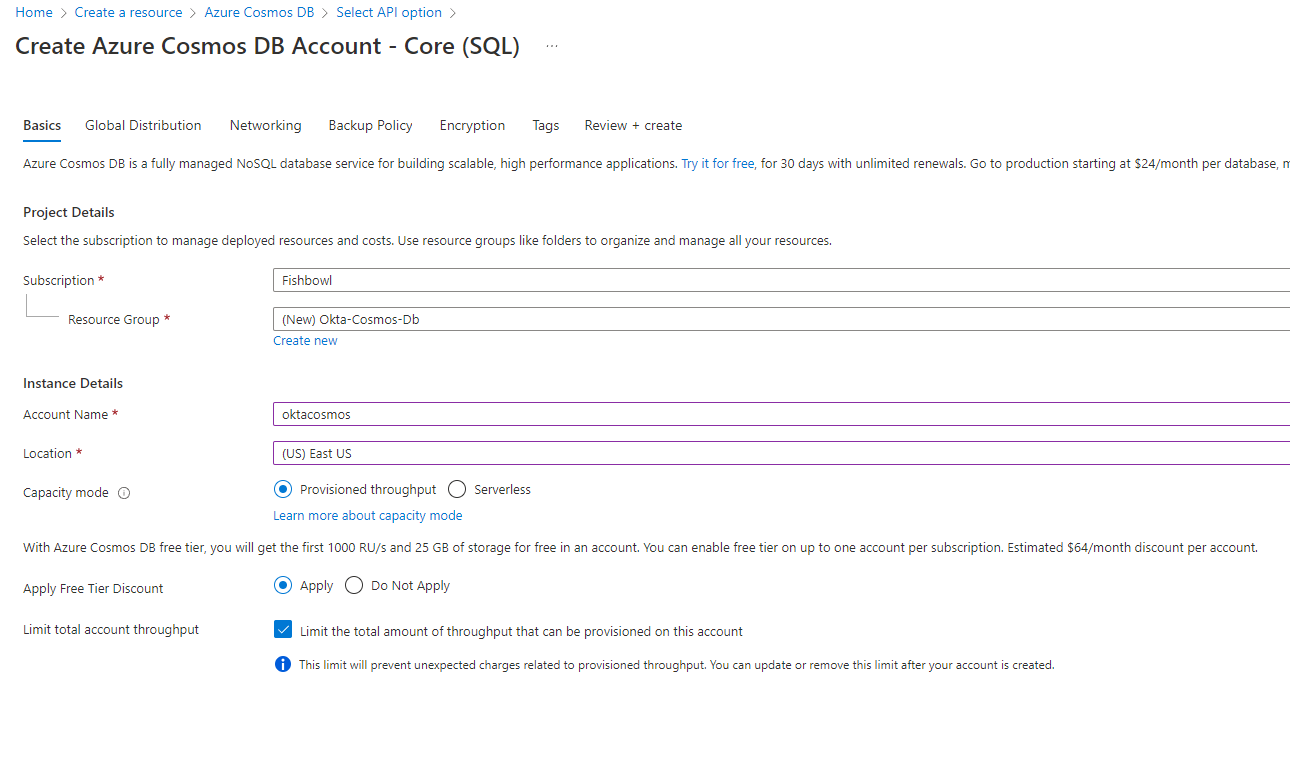 Home > Create a resource > Azure Cosmos DB > Select API option >
Create Azure Cosmos DB Account - Core (SQL) ...
Basics Global Distribution Networking Backup Policy Encryption Tags Review + create
Azure Cosmos DB is a fully managed NoSQL database service for building scalable, high performance applications. Try it for free, for 30 days with unlimited renewals. Go to production starting at $24/month per database,
Project Details
Select the subscription to manage deployed resources and costs. Use resource groups like folders to organize and manage all your resources.
Subscription * Fishbowl
Resource Group * (New) Okta-Cosmos-Db
Create new
Instance Details
Account Name * oktacosmos
Location * (US) East US
Capacity mode Provisioned throughput Serverless
Learn more about capacity mode
With Azure Cosmos DB free tier, you will get the first 1000 RU/s and 25 GB of storage for free in an account. You can enable free tier on up to one account per subscription. Estimated $64/month discount per account.
Apply Free Tier Discount Apply Do Not Apply
Limit total account throughput Limit the total amount of throughput that can be provisioned on this account
This limit will prevent unexpected charges related to provisioned throughput. You can update or remove this limit after your account is created.